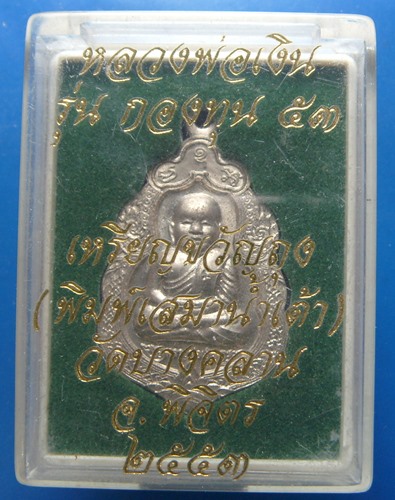 หลวงพ่อเงิน
รุ่น กองทุน ๕๓
เหรียญขวัญถุง
(พิมพ์เสมาน้ำเต้า)
วัดบางคลาน
จ. พิจิตร
๒๕๕๓